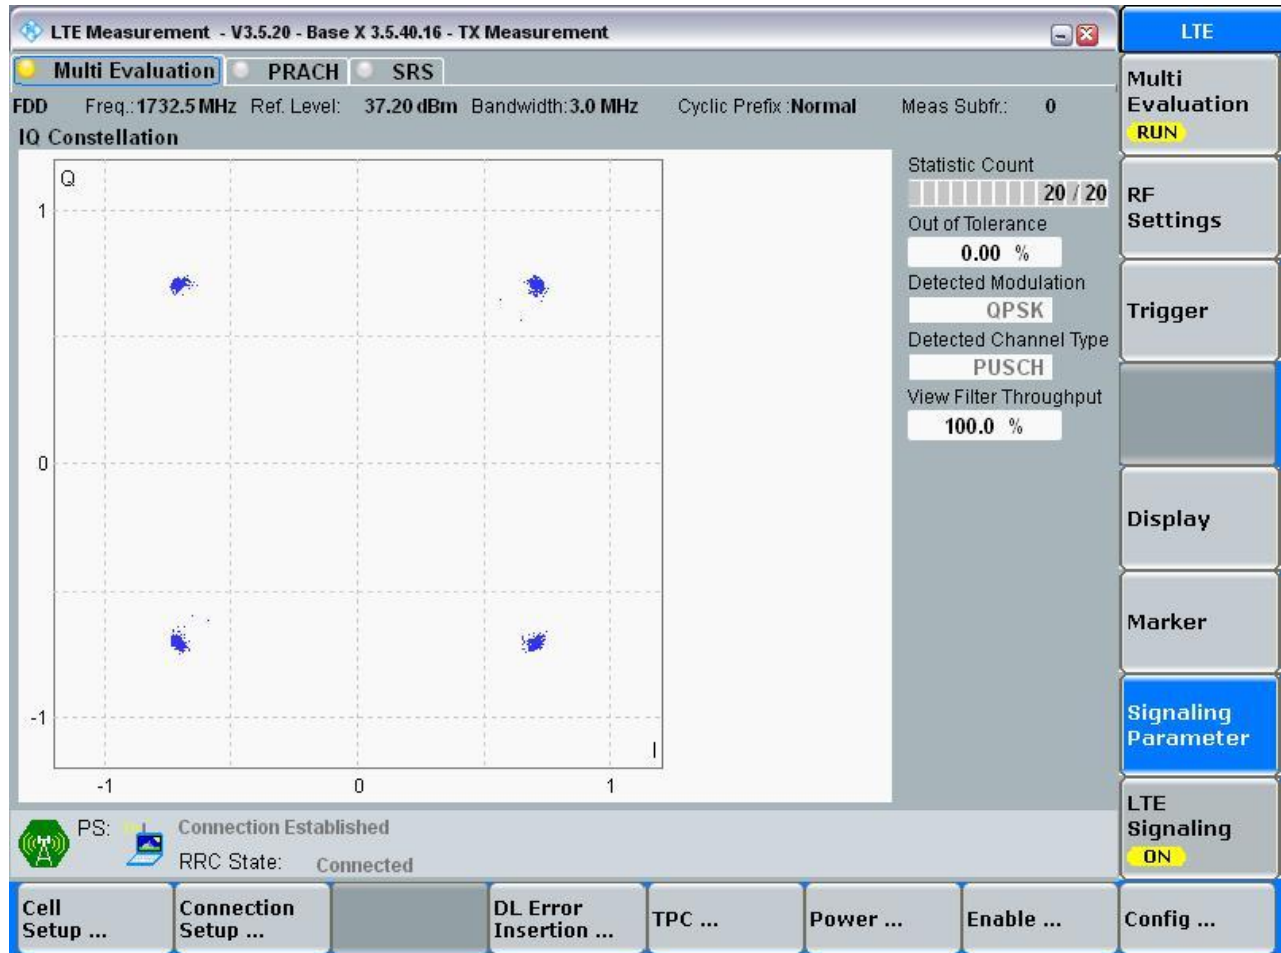 LTE Measurement - V3.5.20 - Base X 3.5.40.16 - TX Measurement
LTE
Multi Evaluation PRACH SRS
FDD Freq.: 1732.5 MHz Ref. Level: 37.20 dBm Bandwidth: 3.0 MHz Cyclic Prefix : Normal Meas Subfr.: 0
IQ Constellation
Q
1
0
-1
-1 0 1
I
Statistic Count
20 / 20
Out of Tolerance
0.00 %
Detected Modulation
QPSK
Detected Channel Type
PUSCH
View Filter Throughput
100.0 %
Multi
Evaluation
RUN
RF
Settings
Trigger
Display
Marker
Signaling
Parameter
LTE
Signaling
ON
PS: Connection Established
RRC State: Connected
Cell
Setup ...
Connection
Setup ...
DL Error
Insertion ...
TPC ...
Power ...
Enable ...
Config ...